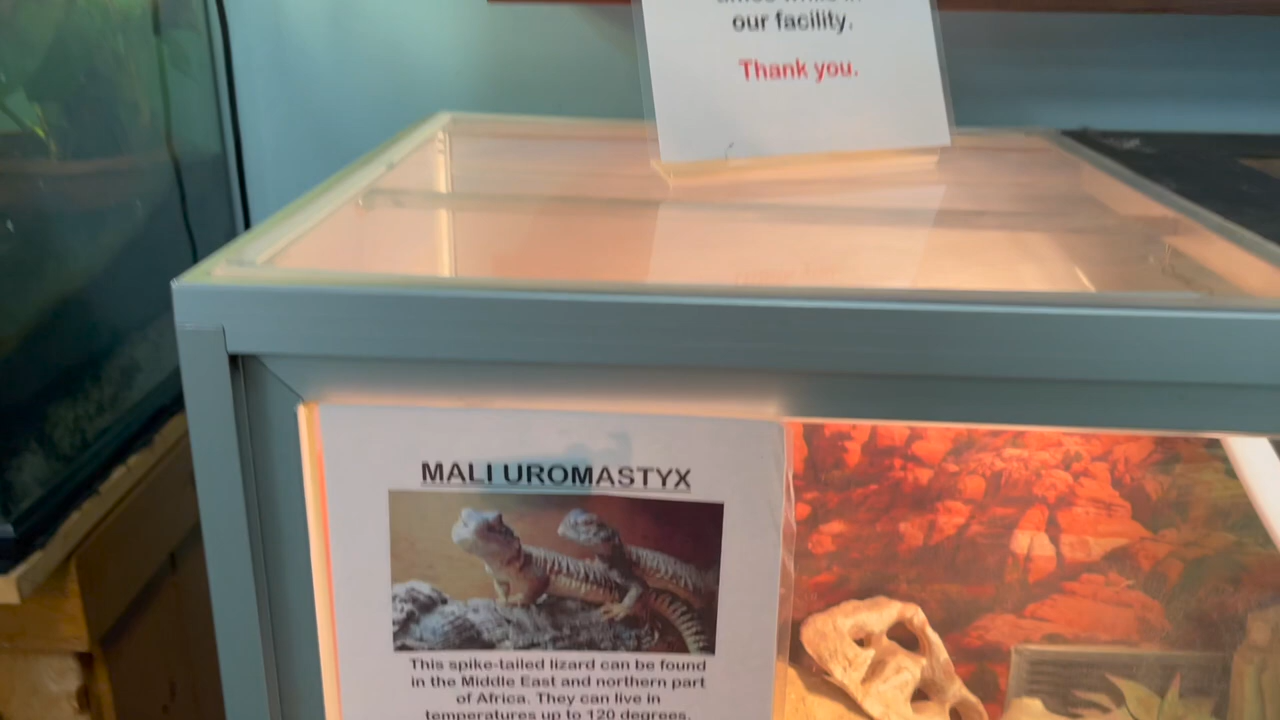 our facility.
Thank you.
MALI UROMASTYX
This spike-tailed lizard can be found
in the Middle East and northern part
of Africa. They can live in
temperatures up to 120 degrees.